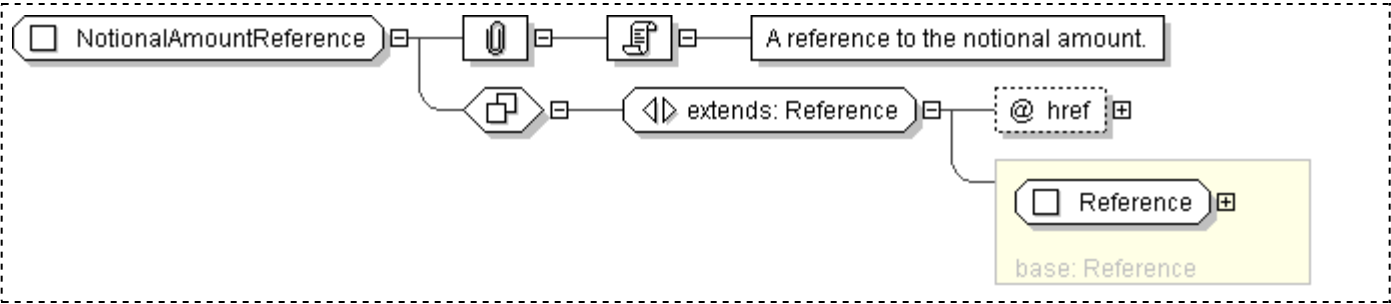 NotionalAmountReference
A reference to the notional amount.
extends: Reference
@ href
Reference
base: Reference